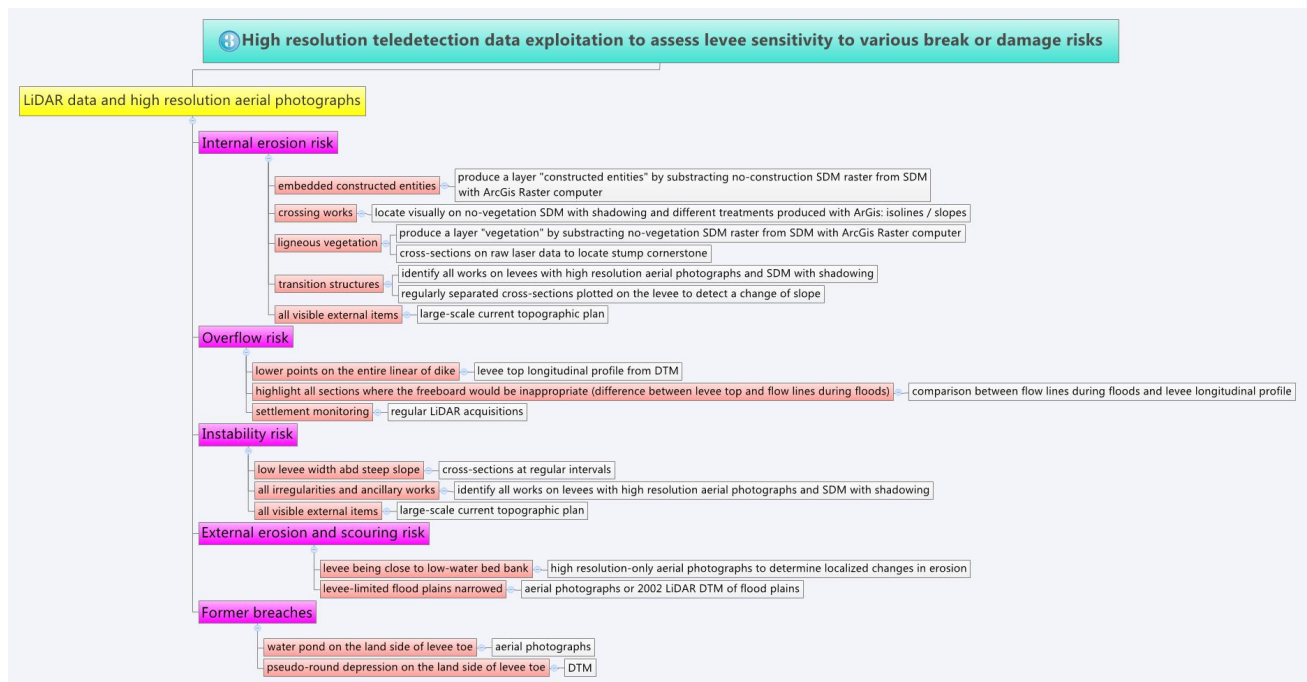 3 High resolution teledetection data exploitation to assess levee sensitivity to various break or damage risks
LiDAR data and high resolution aerial photographs
Internal erosion risk
embedded constructed entities
produce a layer "constructed entities" by substracting no-construction SDM raster from SDM
with ArcGis Raster computer
crossing works
locate visually on no-vegetation SDM with shadowing and different treatments produced with ArGis: isolines / slopes
ligneous vegetation
produce a layer "vegetation" by substracting no-vegetation SDM raster from SDM with ArcGis Raster computer
cross-sections on raw laser data to locate stump cornerstone
transition structures
identify all works on levees with high resolution aerial photographs and SDM with shadowing
regularly separated cross-sections plotted on the levee to detect a change of slope
all visible external items
large-scale current topographic plan
Overflow risk
lower points on the entire linear of dike
levee top longitudinal profile from DTM
highlight all sections where the freeboard would be inappropriate (difference between levee top and flow lines during floods)
comparison between flow lines during floods and levee longitudinal profile
settlement monitoring
regular LiDAR acquisitions
Instability risk
low levee width abd steep slope
cross-sections at regular intervals
all irregularities and ancillary works
identify all works on levees with high resolution aerial photographs and SDM with shadowing
all visible external items
large-scale current topographic plan
External erosion and scouring risk
levee being close to low-water bed bank
high resolution-only aerial photographs to determine localized changes in erosion
levee-limited flood plains narrowed
aerial photographs or 2002 LiDAR DTM of flood plains
Former breaches
water pond on the land side of levee toe
aerial photographs
pseudo-round depression on the land side of levee toe
DTM